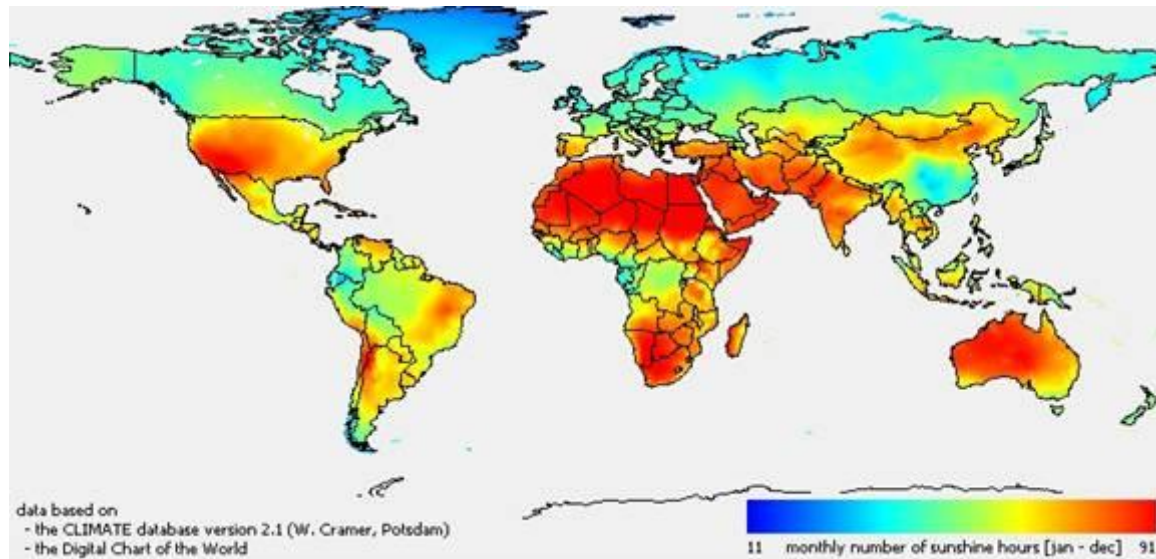 data based on
- the CLIMATE database version 2.1 (W. Cramer, Potsdam)
- the Digital Chart of the World
11 monthly number of sunshine hours [jan - dec] 91